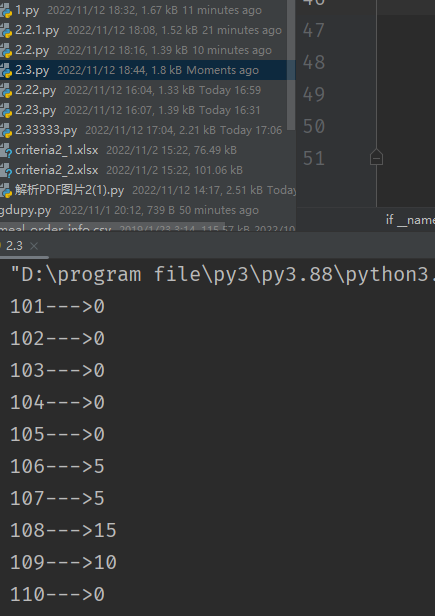 1.py 2022/11/12 18:32, 1.67 kB 11 minutes ago
2.2.1.py 2022/11/12 18:08, 1.52 kB 21 minutes ago
2.2.py 2022/11/12 18:16, 1.39 kB 10 minutes ago
2.3.py 2022/11/12 18:44, 1.8 kB Moments ago
2.22.py 2022/11/12 16:04, 1.33 kB Today 16:59
2.23.py 2022/11/12 16:07, 1.39 kB Today 16:31
2.33333.py 2022/11/12 17:04, 2.21 kB Today 17:06
criteria2_1.xlsx 2022/11/2 15:22, 76.49 kB
criteria2_2.xlsx 2022/11/2 15:22, 101.06 kB
解析PDF图片2(1).py 2022/11/12 14:17, 2.51 kB Today
gdupy.py 2022/11/1 20:12, 739 B 50 minutes ago
meal_order_info.csv
47
48
49
50
51
if __name
2.3
"D:\program file\py3\py3.88\python3.
101--->0
102--->0
103--->0
104--->0
105--->0
106--->5
107--->5
108--->15
109--->10
110--->0